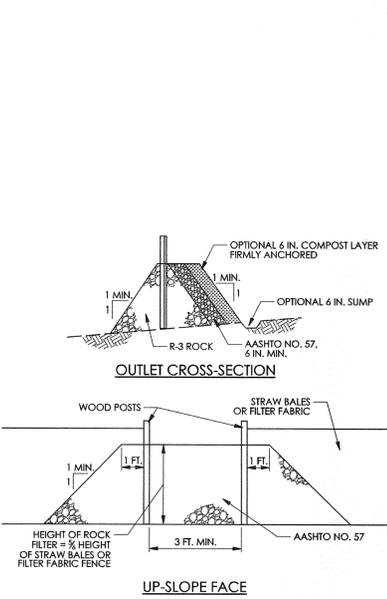 OPTIONAL 6 IN. COMPOST LAYER
FIRMLY ANCHORED
1 MIN.
1
1 MIN.
1
OPTIONAL 6 IN. SUMP
R-3 ROCK
AASHTO NO. 57,
6 IN. MIN.
OUTLET CROSS-SECTION
WOOD POSTS
STRAW BALES
OR FILTER FABRIC
1 FT.
1 FT.
1 MIN.
1
HEIGHT OF ROCK
FILTER = HEIGHT
OF STRAW BALES OR
FILTER FABRIC FENCE
3 FT. MIN.
AASHTO NO. 57
UP-SLOPE FACE